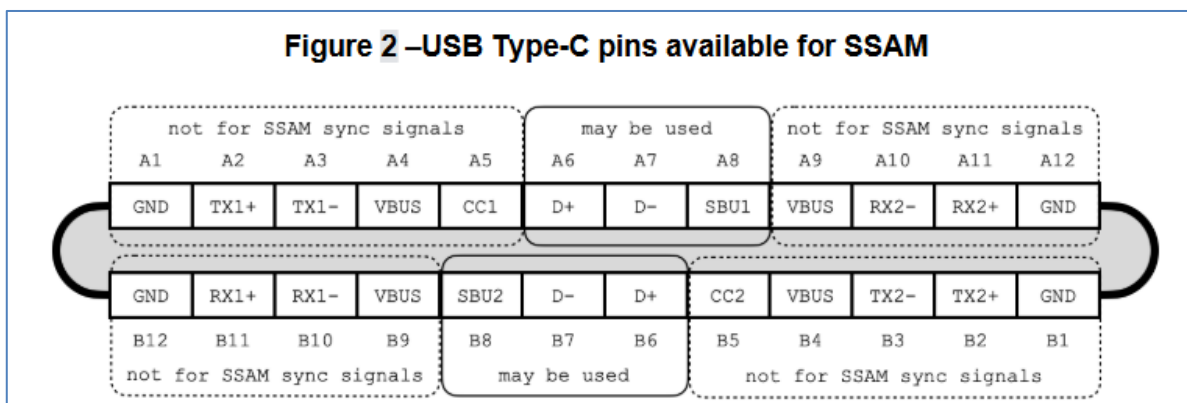 Figure 2 –USB Type-C pins available for SSAM
not for SSAM sync signals may be used not for SSAM sync signals
A1 A2 A3 A4 A5 A6 A7 A8 A9 A10 A11 A12
GND TX1+ TX1- VBUS CC1 D+ D- SBU1 VBUS RX2- RX2+ GND
GND RX1+ RX1- VBUS SBU2 D- D+ CC2 VBUS TX2- TX2+ GND
B12 B11 B10 B9 B8 B7 B6 B5 B4 B3 B2 B1
not for SSAM sync signals may be used not for SSAM sync signals